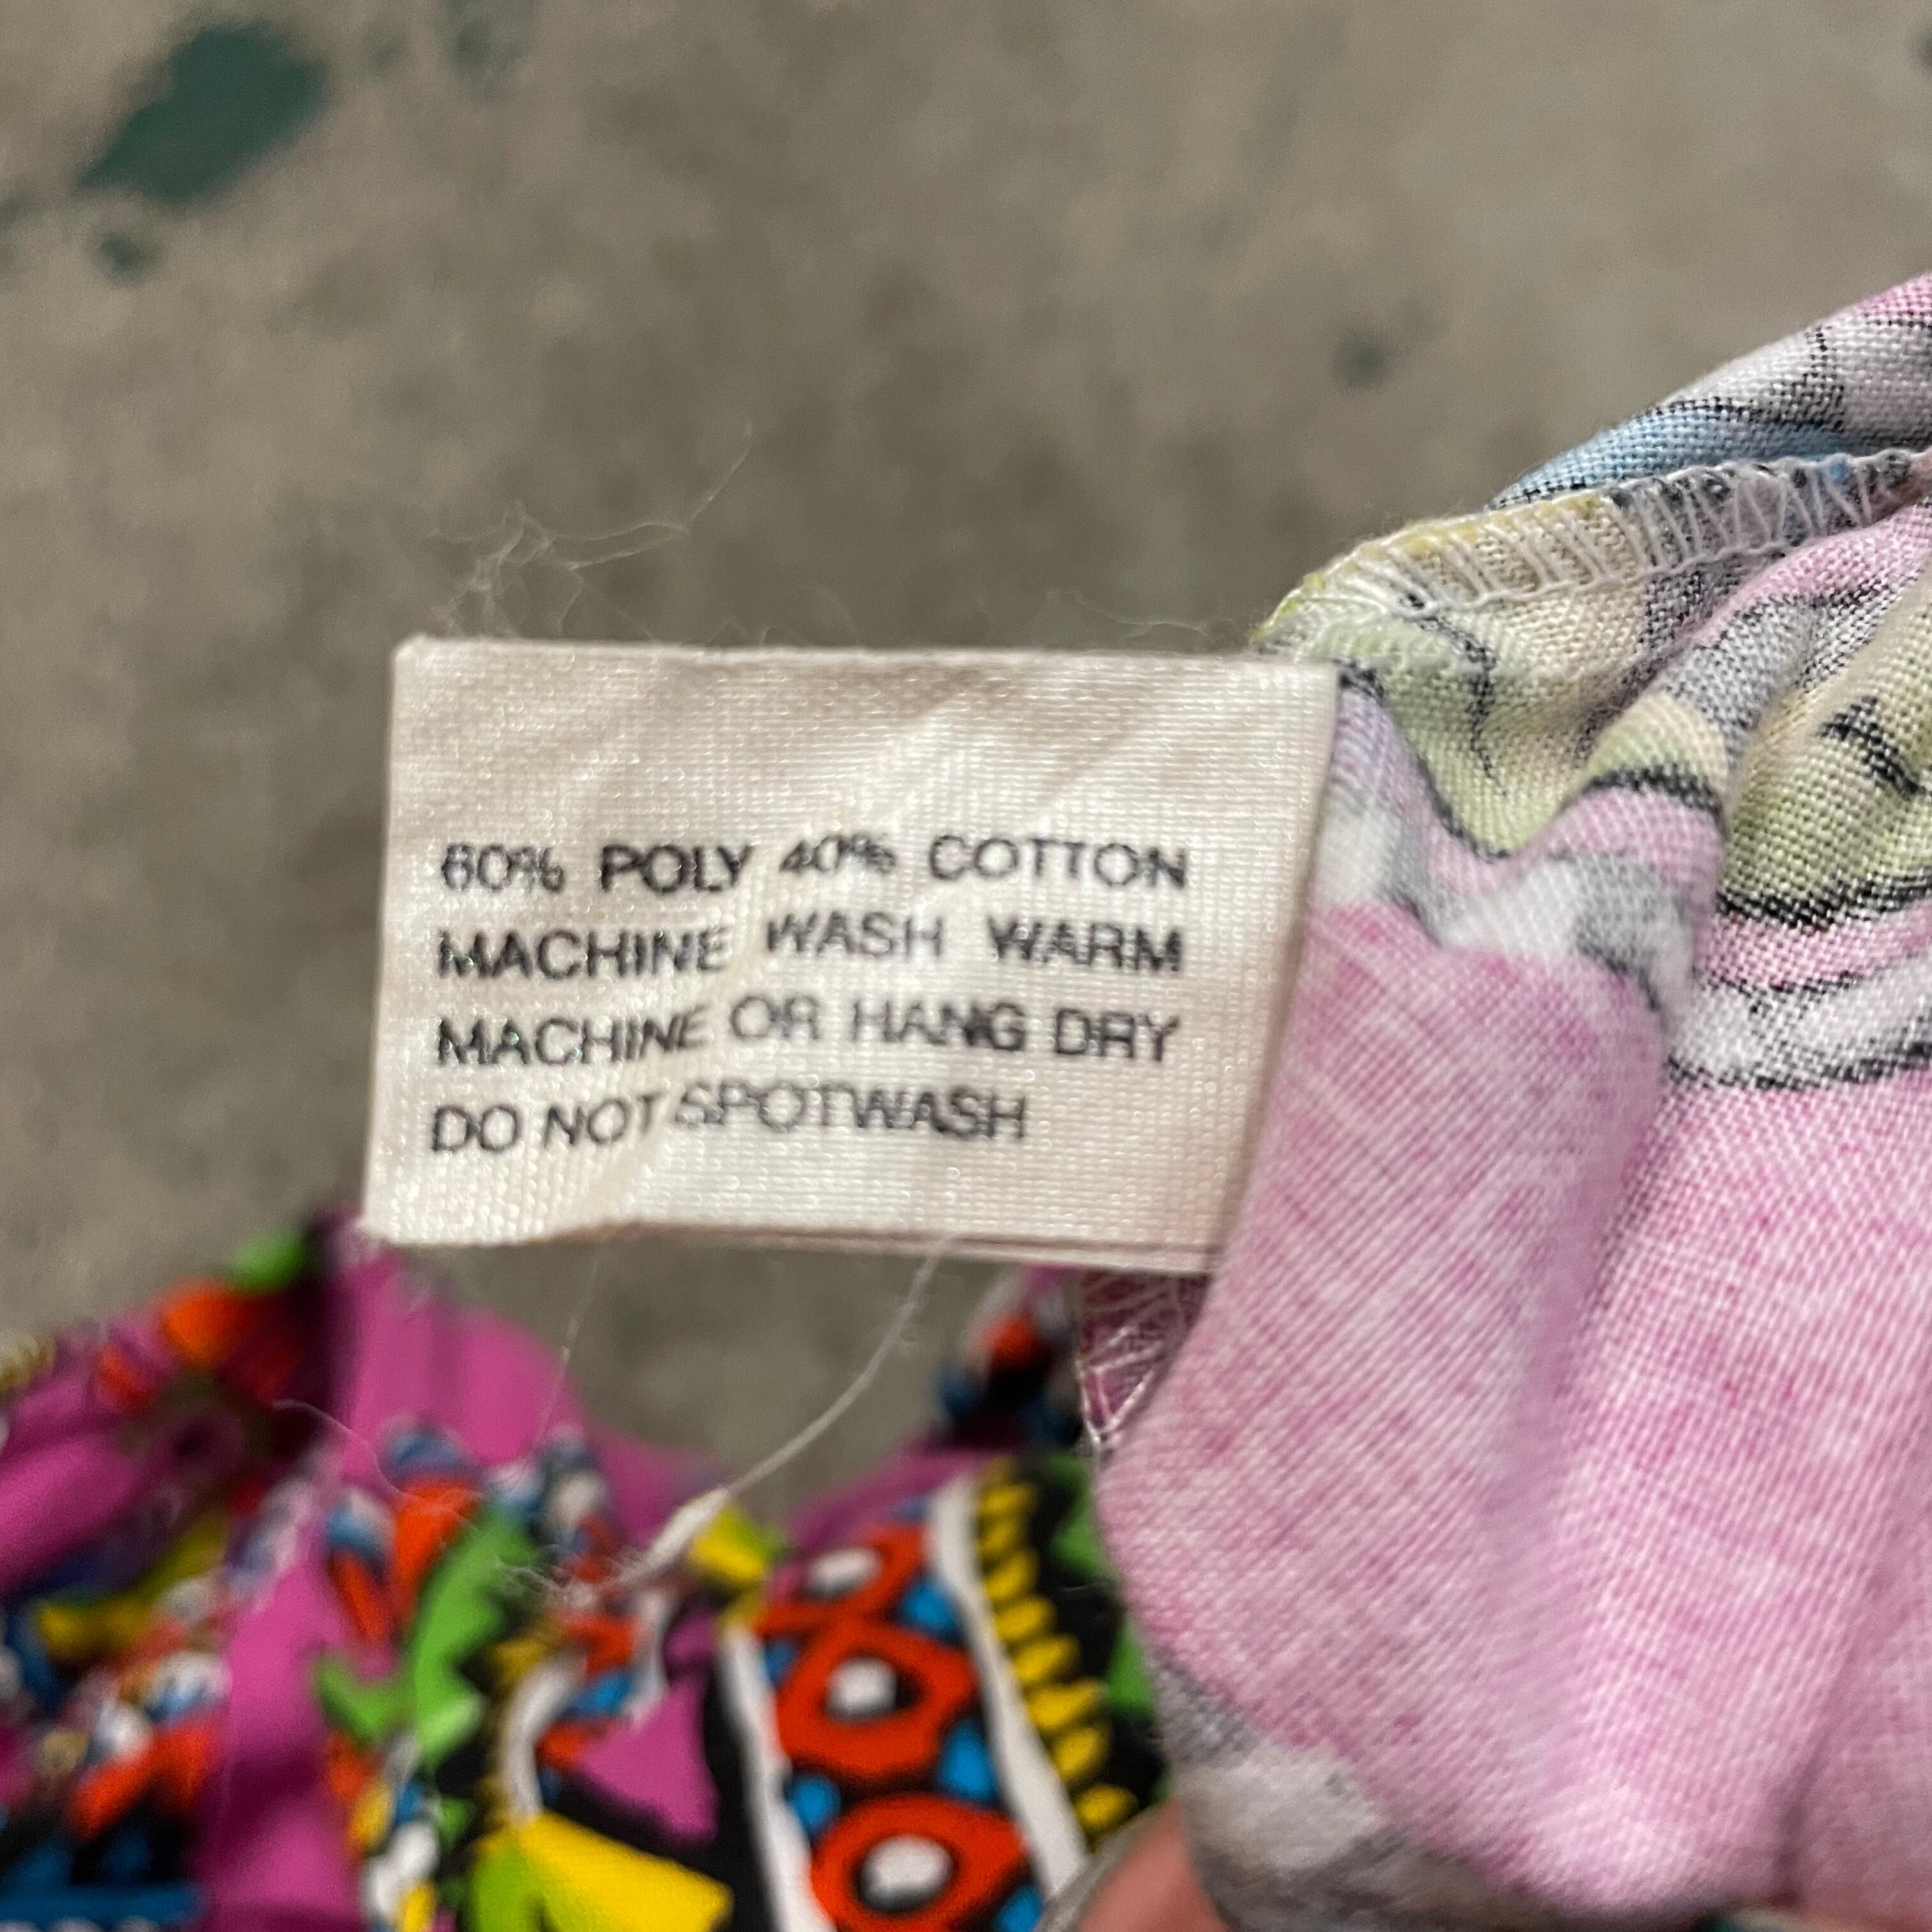 60% POLY 40% COTTON
MACHINE WASH WARM
MACHINE OR HANG DRY
DO NOT SPOTWASH